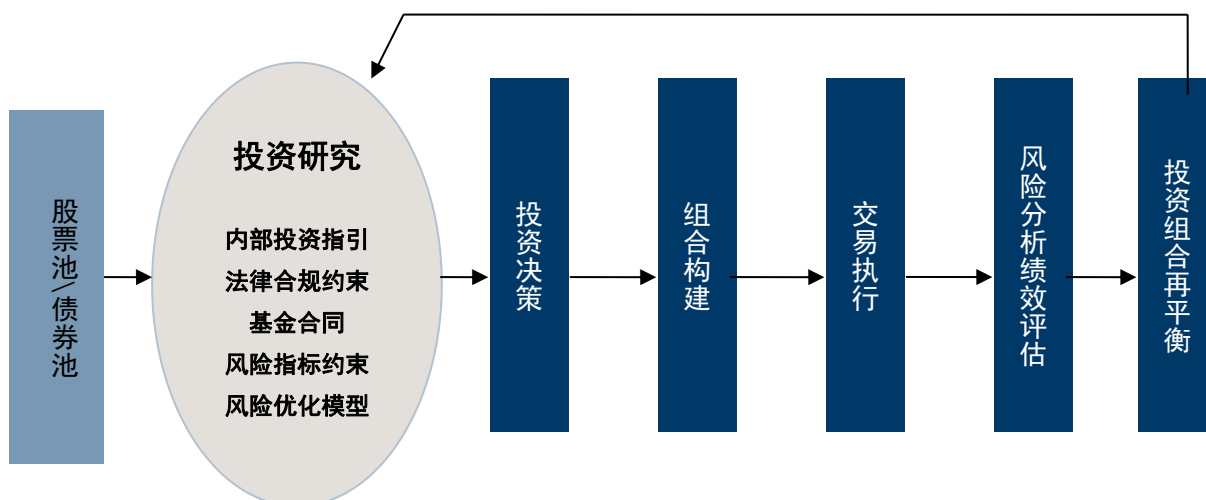 股票池\债券池
投资研究
内部投资指引
法律合规约束
基金合同
风险指标约束
风险优化模型
投资决策
组合构建
交易执行
风险分析绩效评估
投资组合再平衡